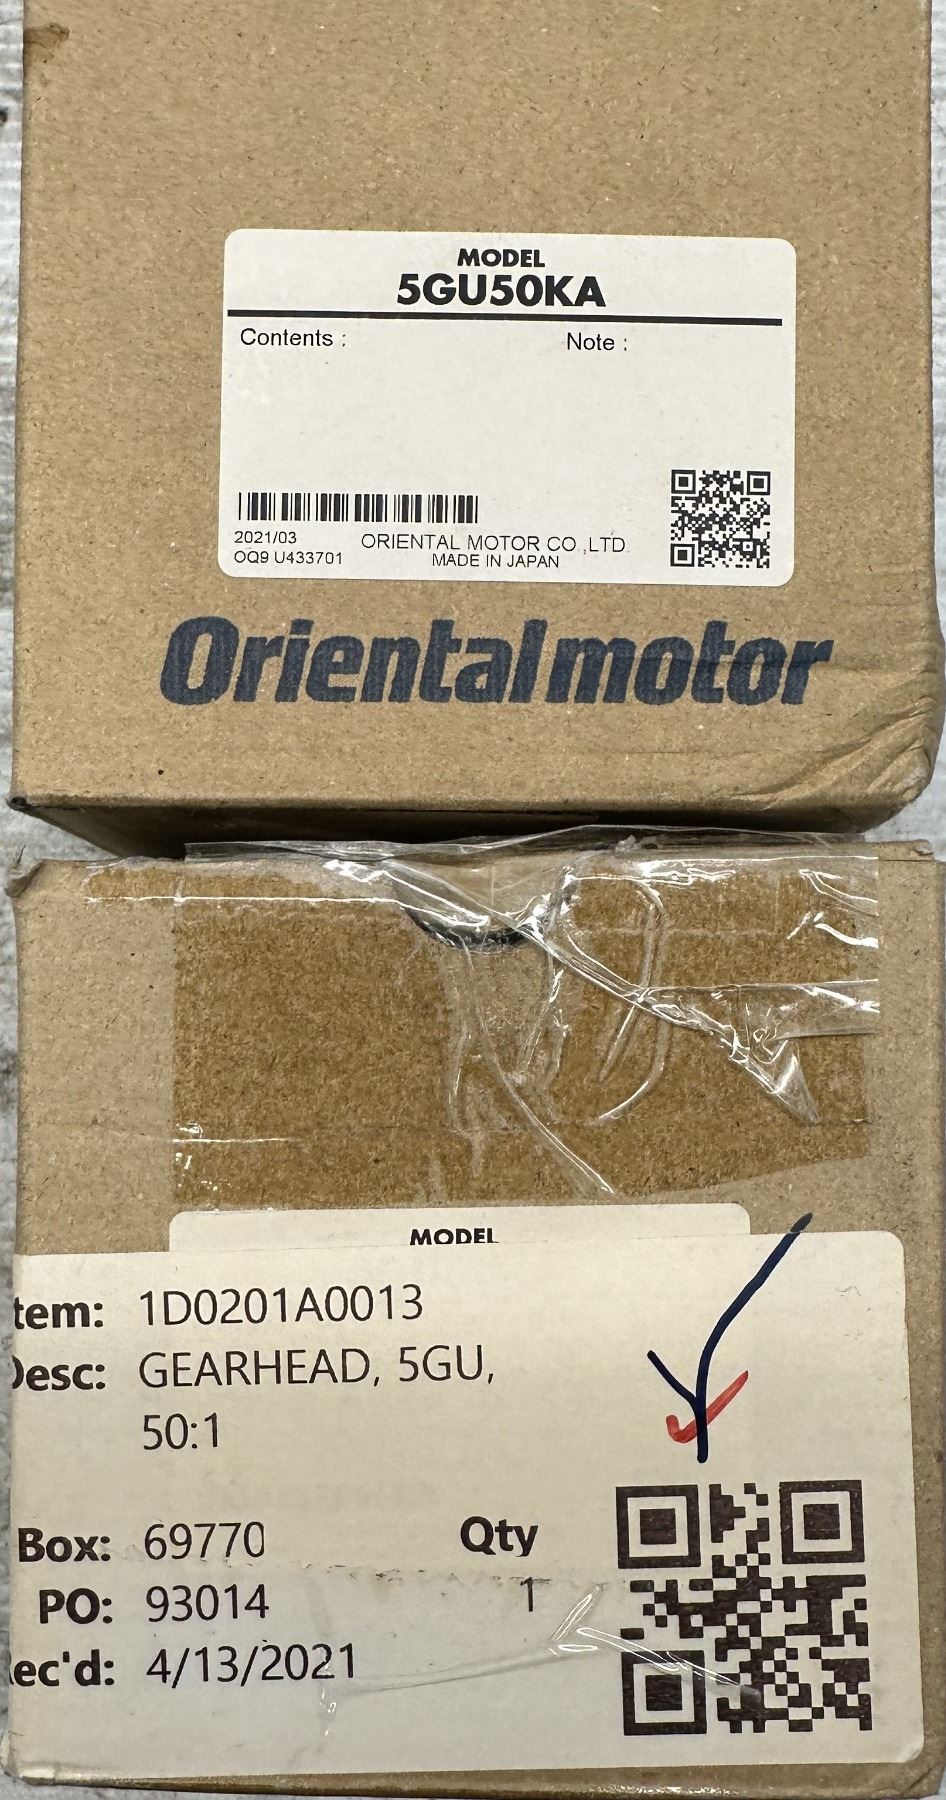 MODEL
5GU50KA
Contents : Note :
2021/03 ORIENTAL MOTOR CO.,LTD.
OQ9 U433701 MADE IN JAPAN
Orientalmotor
MODEL
tem: 1D0201A0013
Desc: GEARHEAD, 5GU,
50:1
Box: 69770 Qty
PO: 93014 1
ec'd: 4/13/2021